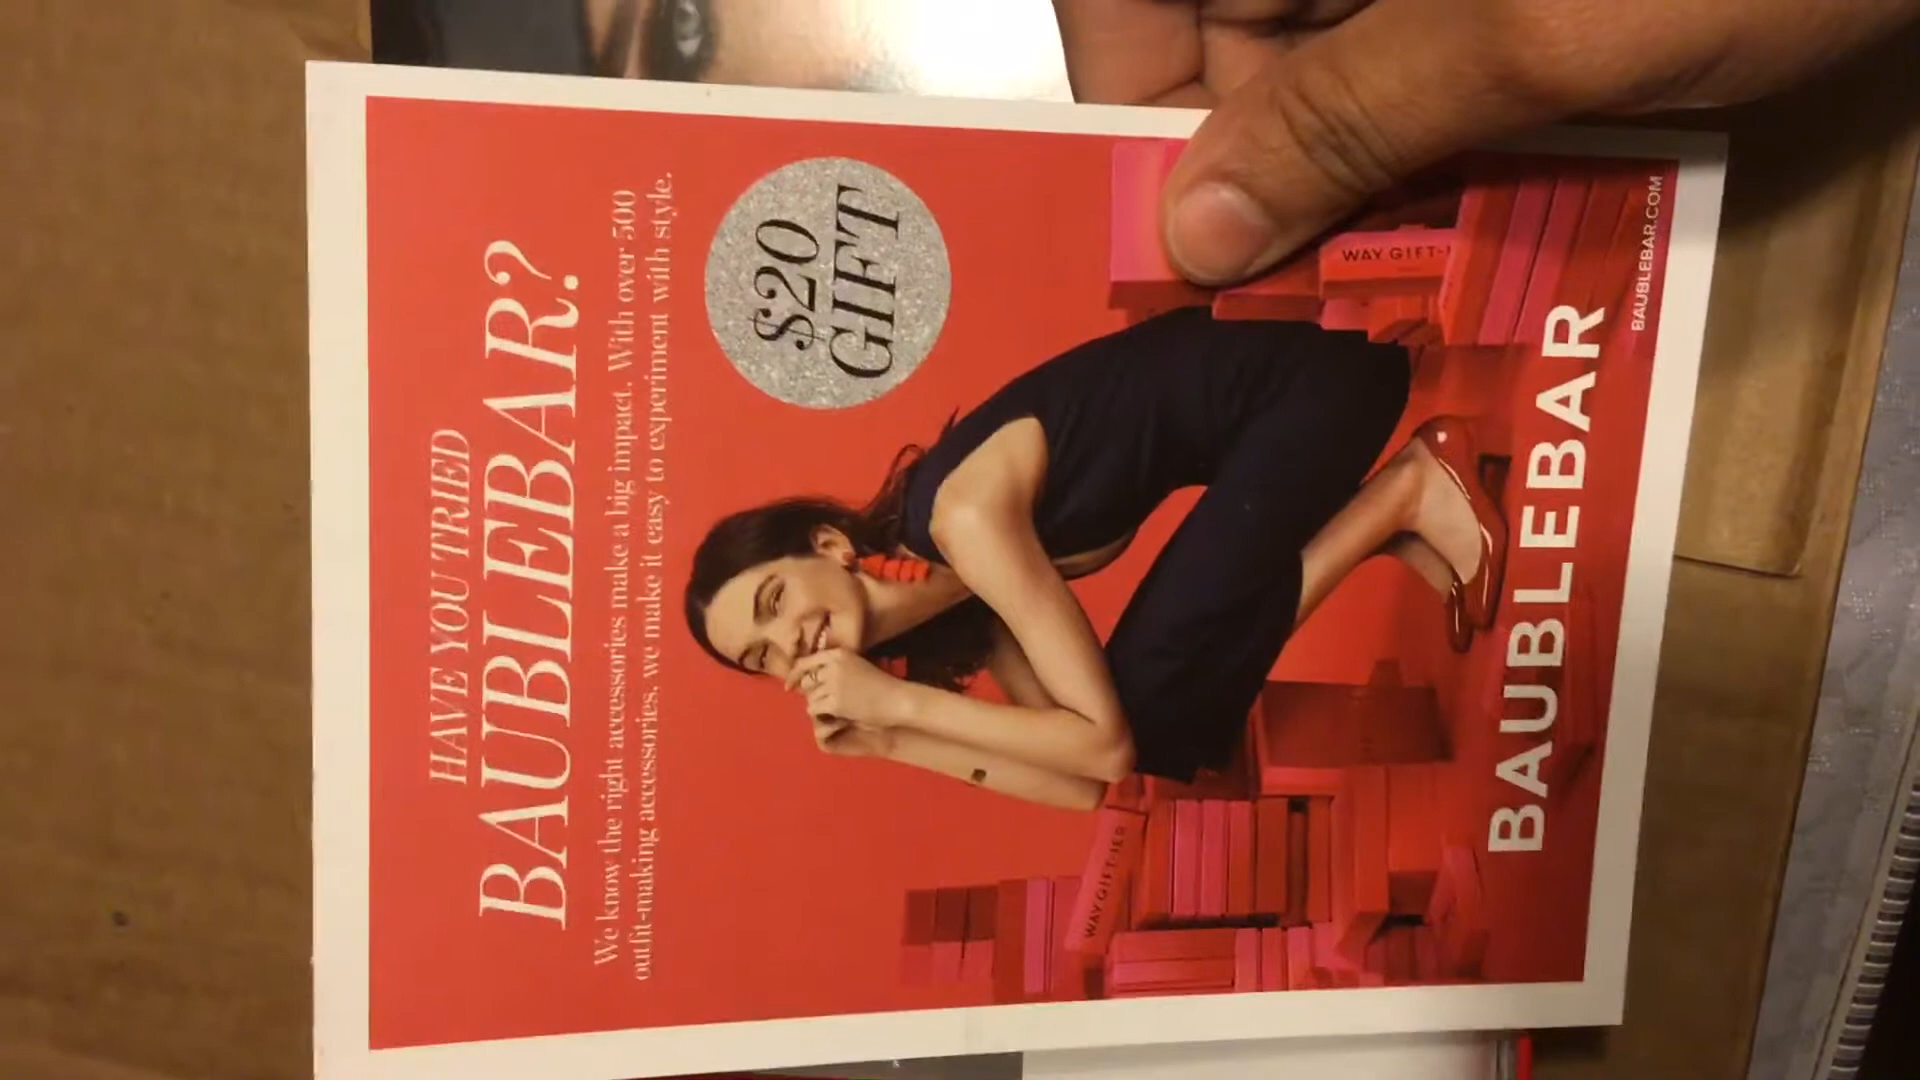 HAVE YOU TRIED
BAUBLEBAR?
We know the right accessories make a big impact. With over 500
outfit-making accessories, we make it easy to experiment with style.
$20
GIFT
WAY GIFT-I
WAY GIFT-IER
BAUBLEBAR
BAUBLEBAR.COM